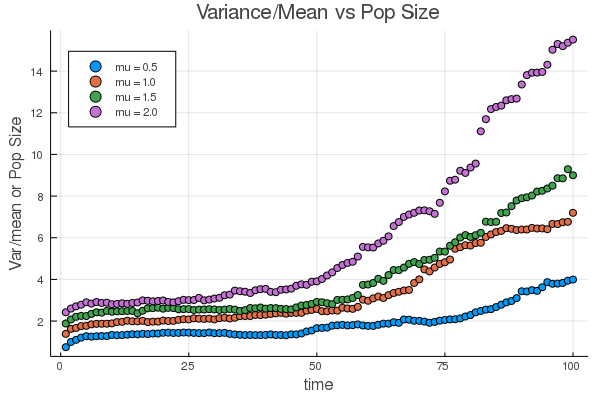 Variance/Mean vs Pop Size
Var/mean or Pop Size
14
12
10
8
6
4
2
mu = 0.5
mu = 1.0
mu = 1.5
mu = 2.0
0 25 50 75 100
time